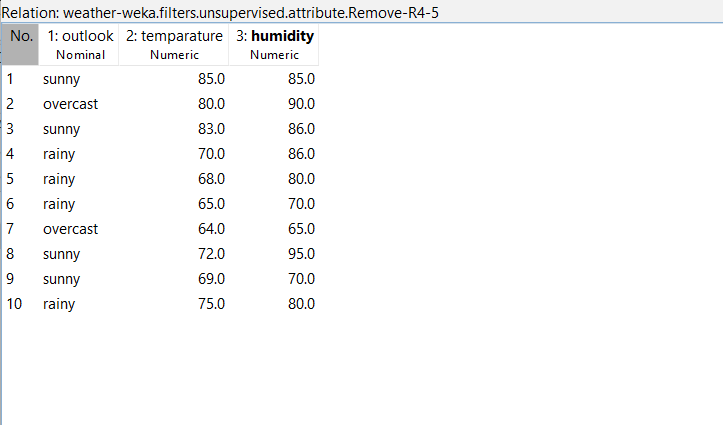 Relation: weather-weka.filters.unsupervised.attribute.Remove-R4-5
No. 1: outlook 2: temparature 3: humidity
Nominal Numeric Numeric
1 sunny 85.0 85.0
2 overcast 80.0 90.0
3 sunny 83.0 86.0
4 rainy 70.0 86.0
5 rainy 68.0 80.0
6 rainy 65.0 70.0
7 overcast 64.0 65.0
8 sunny 72.0 95.0
9 sunny 69.0 70.0
10 rainy 75.0 80.0